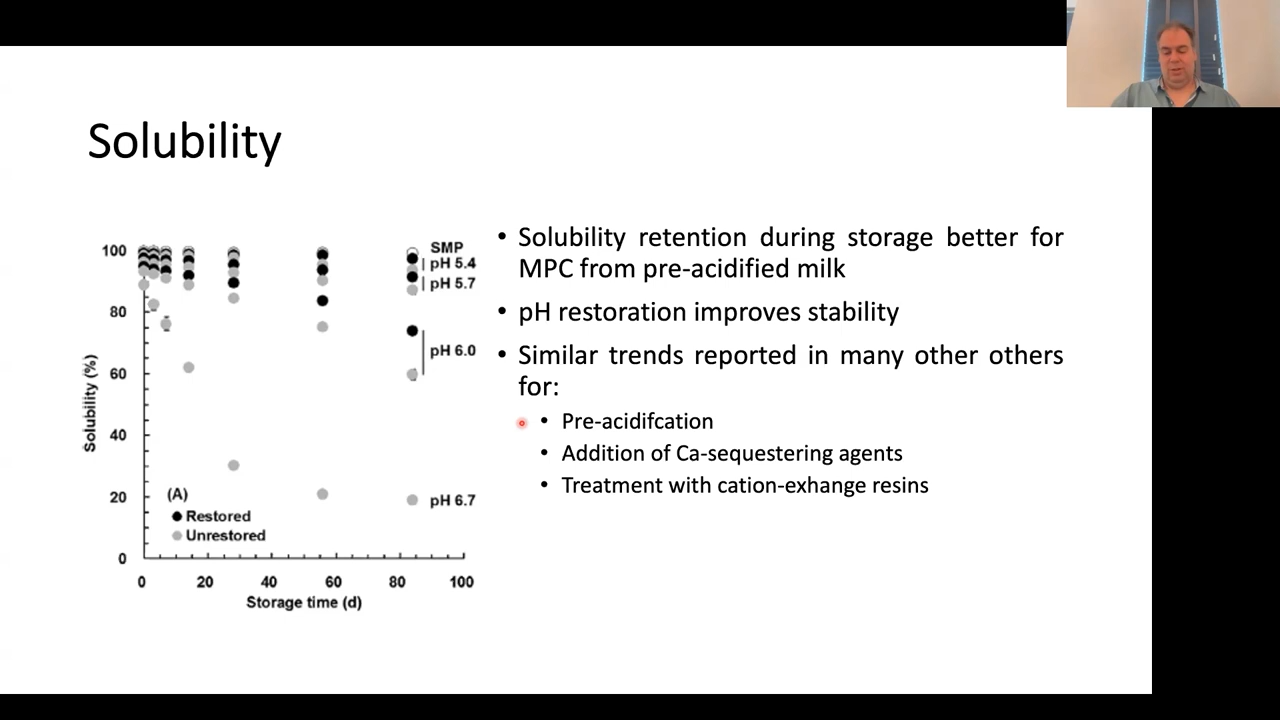 Solubility
100
80
60
40
20
0
Solubility (%)
0
20
40
60
80
100
Storage time (d)
(A)
Restored
Unrestored
SMP
pH 5.4
pH 5.7
pH 6.0
pH 6.7
• Solubility retention during storage better for
MPC from pre-acidified milk
• pH restoration improves stability
• Similar trends reported in many other others
for:
• Pre-acidifcation
• Addition of Ca-sequestering agents
• Treatment with cation-exhange resins